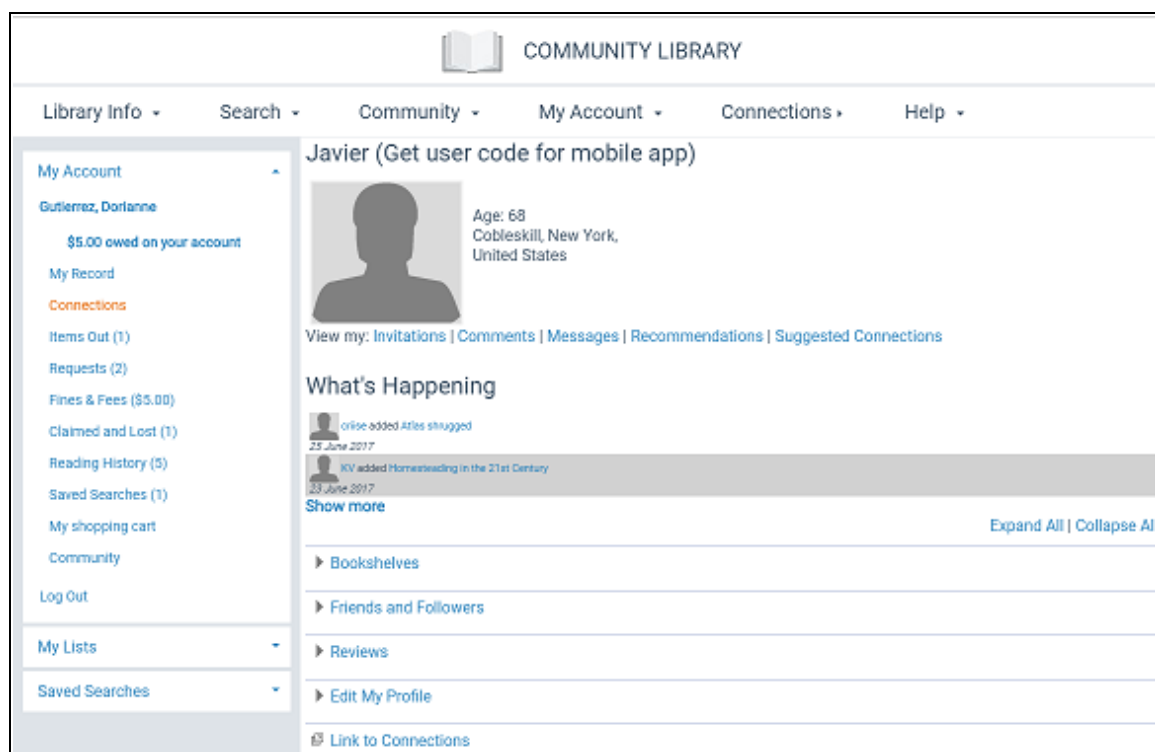 COMMUNITY LIBRARY
Library Info
Search
Community
My Account
Connections
Help
My Account
Gutierrez, Dorianne
$5.00 owed on your account
My Record
Connections
Items Out (1)
Requests (2)
Fines & Fees ($5.00)
Claimed and Lost (1)
Reading History (5)
Saved Searches (1)
My shopping cart
Community
Log Out
My Lists
Saved Searches
Javier (Get user code for mobile app)
Age: 68
Cobleskill, New York,
United States
View my: Invitations | Comments | Messages | Recommendations | Suggested Connections
What's Happening
criise added Atlas shrugged
25 June 2017
KV added Homesteading in the 21st Century
23 June 2017
Show more
Expand All | Collapse Al
Bookshelves
Friends and Followers
Reviews
Edit My Profile
Link to Connections